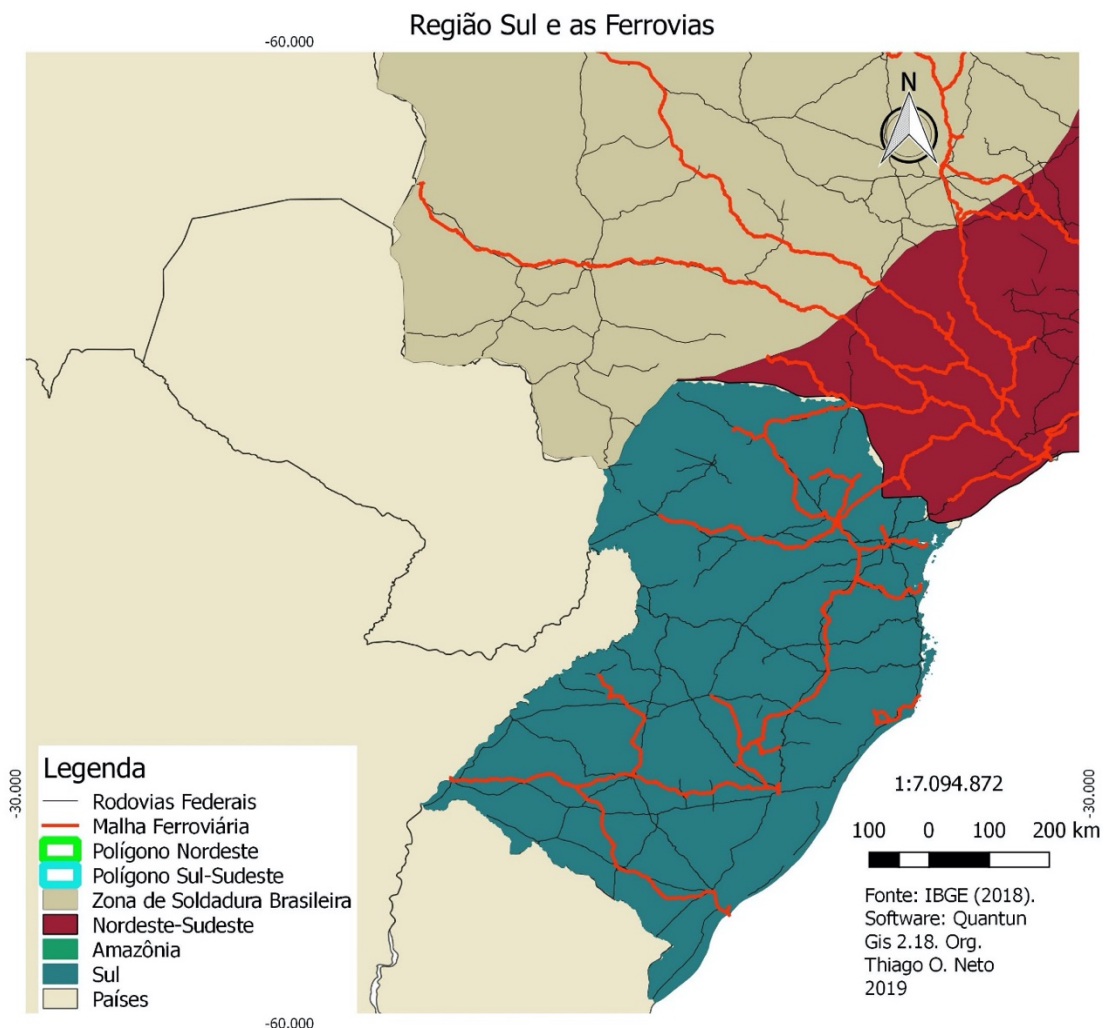 Região Sul e as Ferrovias
-60.000
N
Legenda
Rodovias Federais
Malha Ferroviária
Polígono Nordeste
Polígono Sul-Sudeste
Zona de Soldadura Brasileira
Nordeste-Sudeste
Amazônia
Sul
Países
-30.000
1:7.094.872
100 0 100 200 km
Fonte: IBGE (2018).
Software: Quantun
Gis 2.18. Org.
Thiago O. Neto
2019
-30.000
-60.000